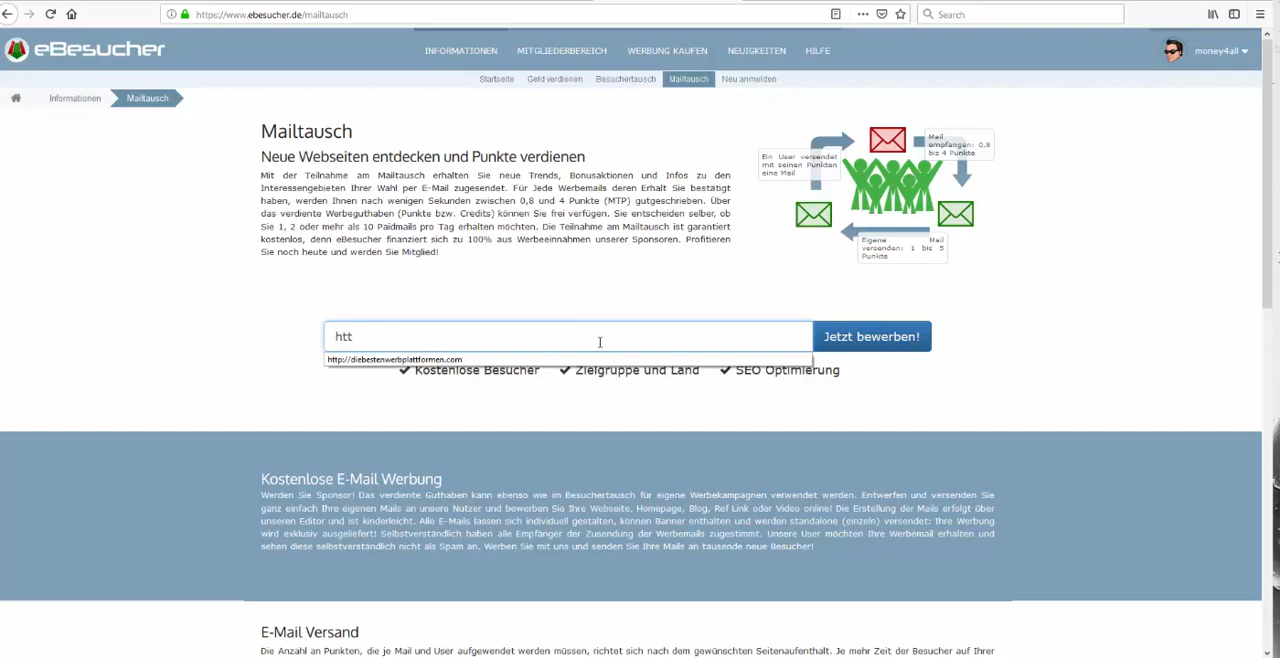 https://www.ebesucher.de/mailtausch
Search
eBesucher
INFORMATIONEN MITGLIEDERBEREICH WERBUNG KAUFEN NEUIGKEITEN HILFE
money4all
Startseite Geld verdienen Besuchertausch Mailtausch Neu anmelden
Informationen Mailtausch
Mailtausch
Neue Webseiten entdecken und Punkte verdienen
Mit der Teilnahme am Mailtausch erhalten Sie neue Trends, Bonusaktionen und Infos zu den
Interessengebieten Ihrer Wahl per E-Mail zugesendet. Für Jede Werbemails deren Erhalt Sie bestätigt
haben, werden Ihnen nach wenigen Sekunden zwischen 0,8 und 4 Punkte (MTP) gutgeschrieben. Über
das verdiente Werbeguthaben (Punkte bzw. Credits) können Sie frei verfügen. Sie entscheiden selber, ob
Sie 1, 2 oder mehr als 10 Paidmails pro Tag erhalten möchten. Die Teilnahme am Mailtausch ist garantiert
kostenlos, denn eBesucher finanziert sich zu 100% aus Werbeeinnahmen unserer Sponsoren. Profitieren
Sie noch heute und werden Sie Mitglied!
Ein User versendet
mit seinen Punkten
eine Mail
Mail
empfangen: 0,8
bis 4 Punkte
Eigene Mail
versenden: 1 bis 5
Punkte
htt
Jetzt bewerben!
http://diebestenwerbplattformen.com
Kostenlose Besucher Zielgruppe und Land SEO Optimierung
Kostenlose E-Mail Werbung
Werden Sie Sponsor! Das verdiente Guthaben kann ebenso wie im Besuchertausch für eigene Werbekampagnen verwendet werden. Entwerfen und versenden Sie
ganz einfach Ihre eigenen Mails an unsere Nutzer und bewerben Sie Ihre Webseite, Homepage, Blog, Ref Link oder Video online! Die Erstellung der Mails erfolgt über
unseren Editor und ist kinderleicht. Alle E-Mails lassen sich individuell gestalten, können Banner enthalten und werden standalone (einzeln) versendet: Ihre Werbung
wird exklusiv ausgeliefert! Selbstverständlich haben alle Empfänger der Zusendung der Werbemails zugestimmt. Unsere User möchten Ihre Werbemail erhalten und
sehen diese selbstverständlich nicht als Spam an. Werben Sie mit uns und senden Sie Ihre Mails an tausende neue Besucher!
E-Mail Versand
Die Anzahl an Punkten, die je Mail und User aufgewendet werden müssen, richtet sich nach dem gewünschten Seitenaufenthalt. Je mehr Zeit der Besucher auf Ihrer